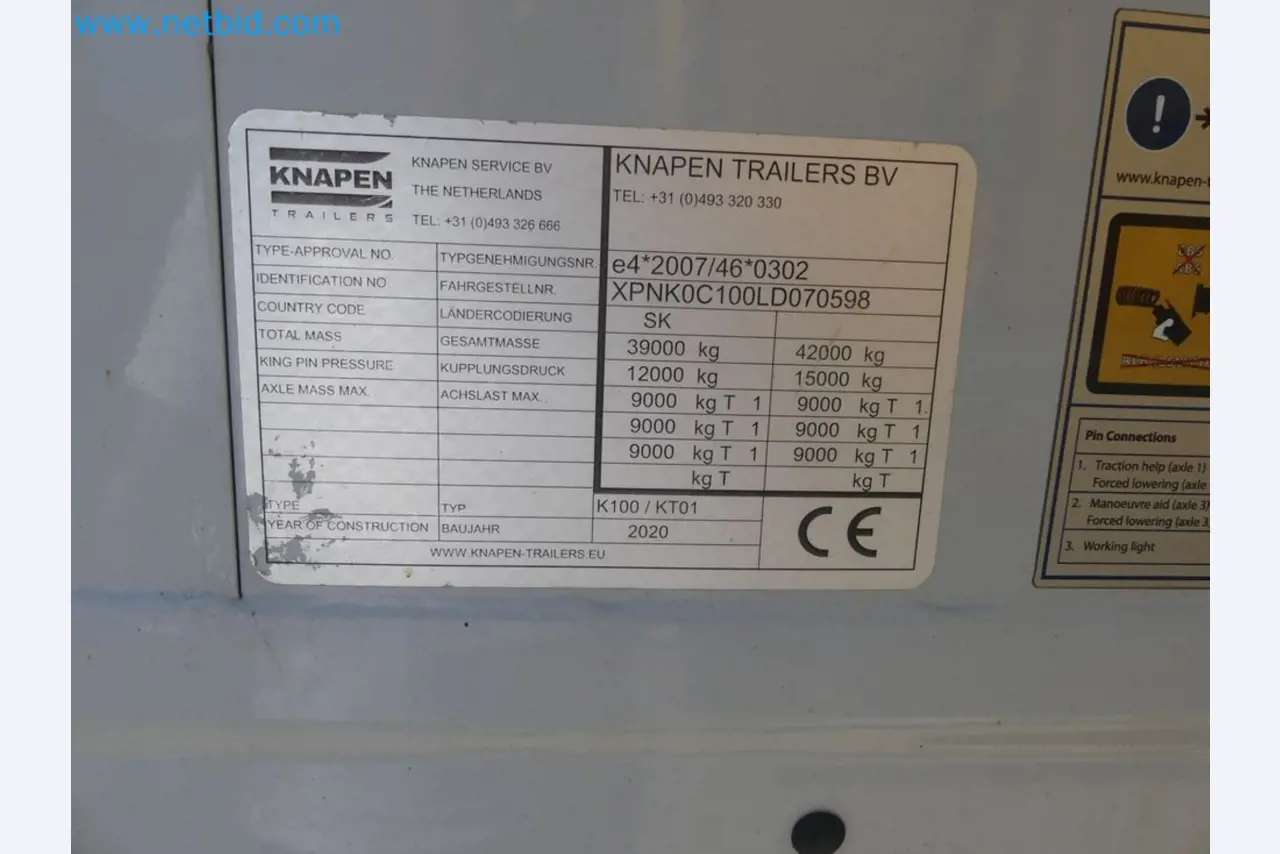 www.netbid.com
KNAPEN
TRAILERS
KNAPEN SERVICE BV
THE NETHERLANDS
TEL: +31 (0)493 326 666
KNAPEN TRAILERS BV
TEL: +31 (0)493 320 330
TYPE-APPROVAL NO. TYPGENEHMIGUNGSNR. e4*2007/46*0302
IDENTIFICATION NO. FAHRGESTELLNR. XPNK0C100LD070598
COUNTRY CODE LÄNDERCODIERUNG SK
TOTAL MASS GESAMTMASSE 39000 kg 42000 kg
KING PIN PRESSURE KUPPLUNGSDRUCK 12000 kg 15000 kg
AXLE MASS MAX. ACHSLAST MAX. 9000 kg T 1 9000 kg T 1.
9000 kg T 1 9000 kg T 1
9000 kg T 1 9000 kg T 1
kg T kg T
TYPE TYP K100 / KT01
YEAR OF CONSTRUCTION BAUJAHR 2020
CE
WWW.KNAPEN-TRAILERS.EU
www.knapen-t
Pin Connections
1. Traction help (axle 1)
Forced lowering (axle
2. Manoeuvre aid (axle 3)
Forced lowering (axle 3
3. Working light